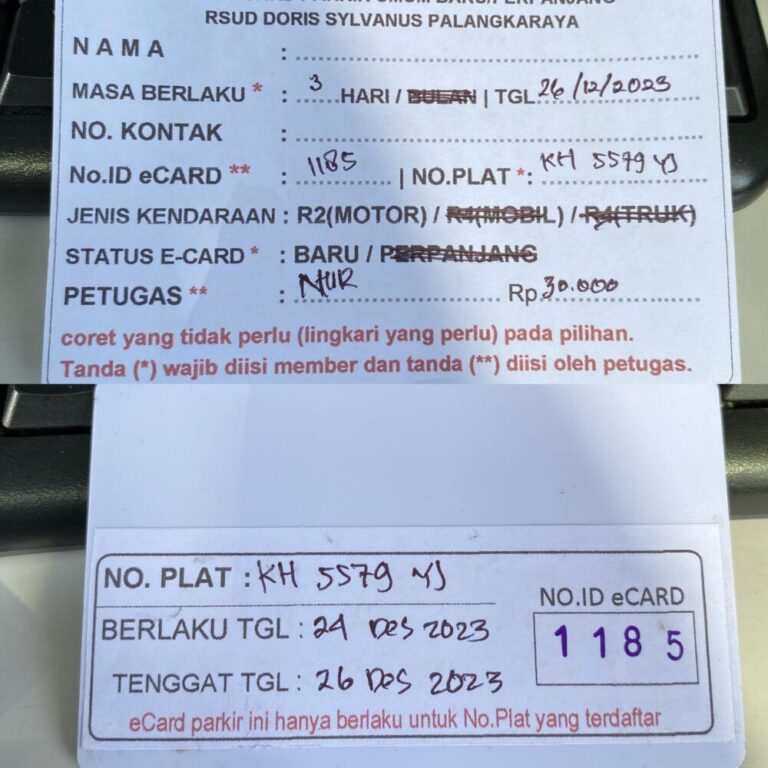 RSUD DORIS SYLVANUS PALANGKARAYA
NAMA :
MASA BERLAKU * : 3 HARI / BULAN | TGL 26/12/2023
NO. KONTAK :
No.ID eCARD ** : 1185 | NO.PLAT *: KH 5579 YJ
JENIS KENDARAAN : R2(MOTOR) / R4(MOBIL) / R4(TRUK)
STATUS E-CARD * : BARU / PERPANJANG
PETUGAS ** : NUR Rp 30.000
coret yang tidak perlu (lingkari yang perlu) pada pilihan.
Tanda (*) wajib diisi member dan tanda (**) diisi oleh petugas.
NO. PLAT : KH 5579 YJ
BERLAKU TGL : 24 DES 2023
TENGGAT TGL : 26 DES 2023
NO.ID eCARD
1185
eCard parkir ini hanya berlaku untuk No.Plat yang terdaftar